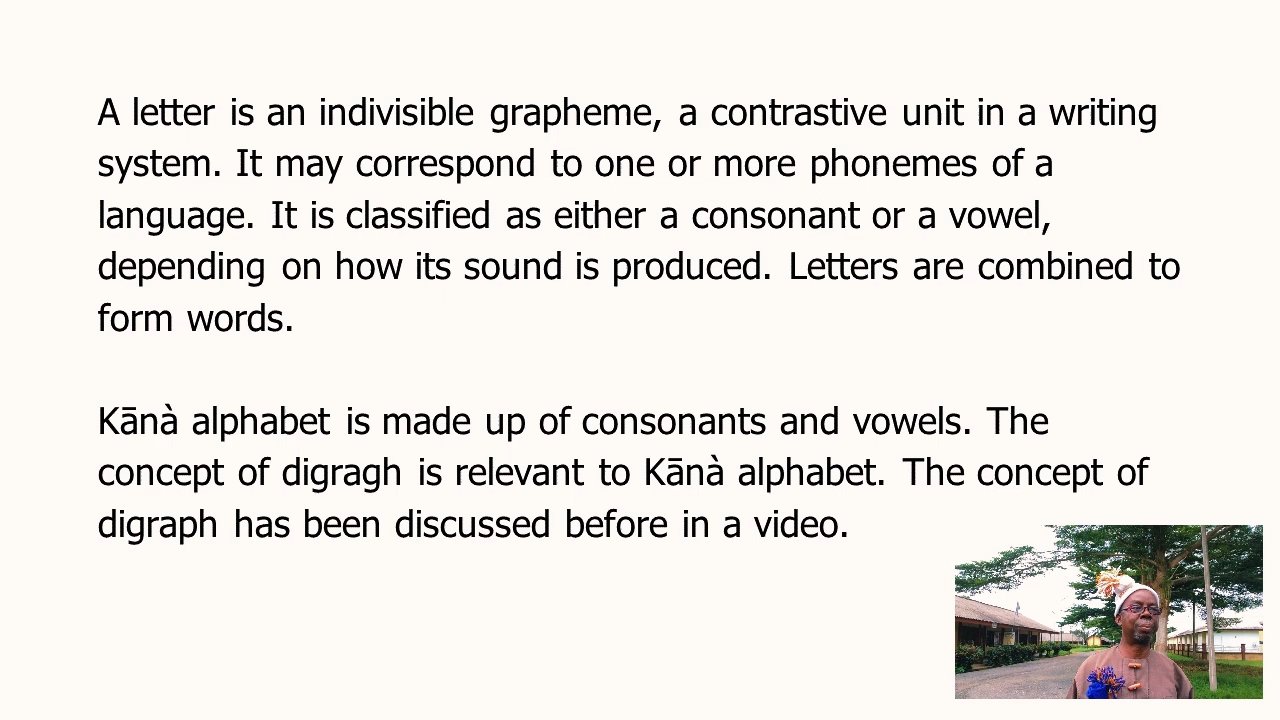 A letter is an indivisible grapheme, a contrastive unit in a writing
system. It may correspond to one or more phonemes of a
language. It is classified as either a consonant or a vowel,
depending on how its sound is produced. Letters are combined to
form words.
Kānà alphabet is made up of consonants and vowels. The
concept of digragh is relevant to Kānà alphabet. The concept of
digraph has been discussed before in a video.